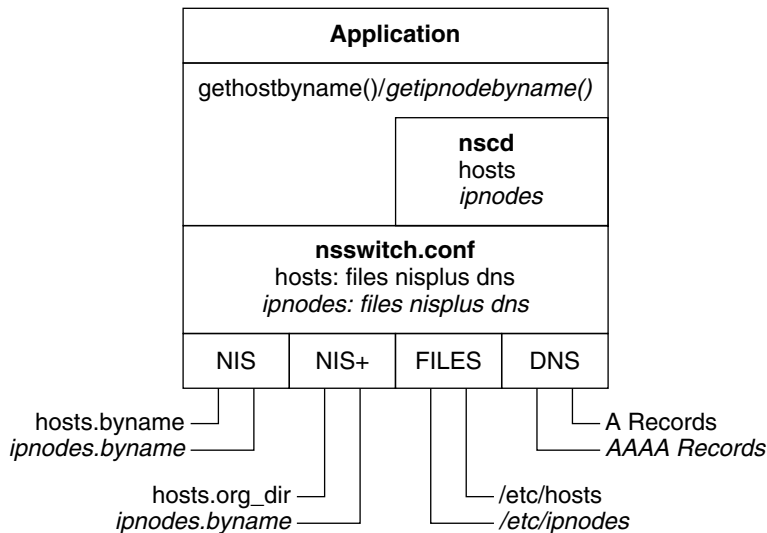 Application
gethostbyname()/getipnodebyname()
nscd
hosts
ipnodes
nsswitch.conf
hosts: files nisplus dns
ipnodes: files nisplus dns
NIS
NIS+
FILES
DNS
hosts.byname
ipnodes.byname
A Records
AAAA Records
hosts.org_dir
ipnodes.byname
/etc/hosts
/etc/ipnodes